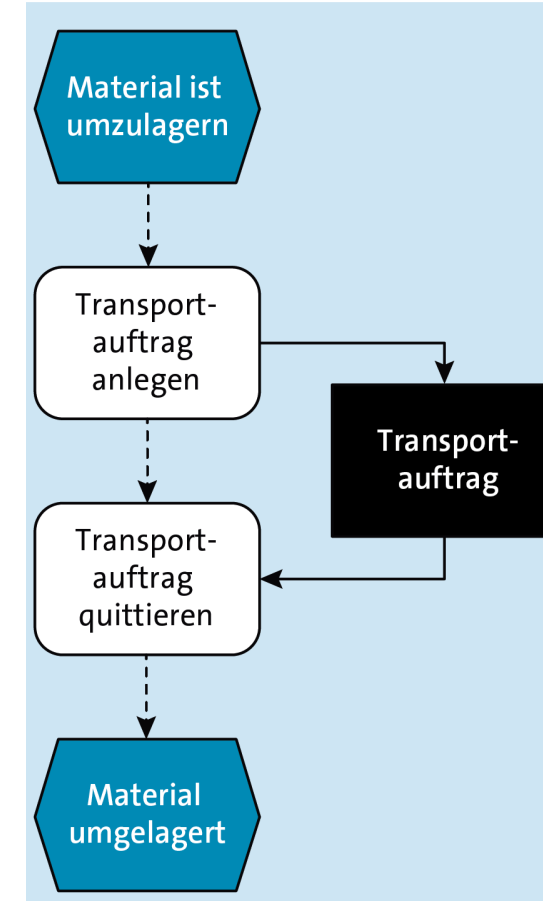 Material ist
umzulagern
Transport-
auftrag
anlegen
Transport-
auftrag
Transport-
auftrag
quittieren
Material
umgelagert